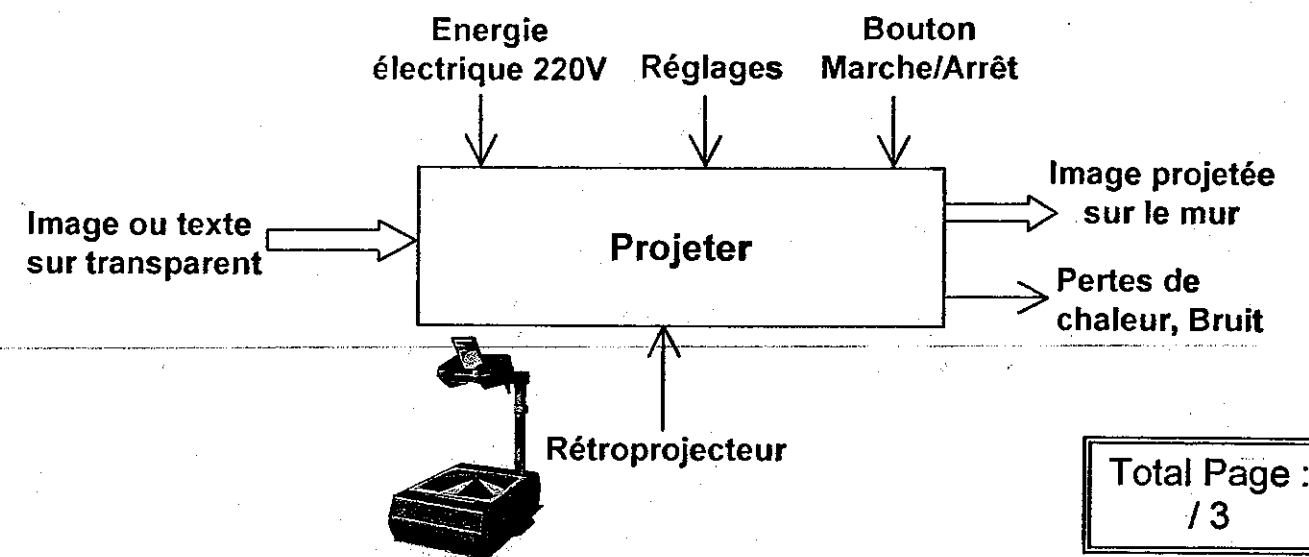 Energie
électrique 220V
Réglages
Bouton
Marche/Arrêt
Image ou texte
sur transparent
Projeter
Image projetée
sur le mur
Pertes de
chaleur, Bruit
Rétroprojecteur
Total Page :
/ 3